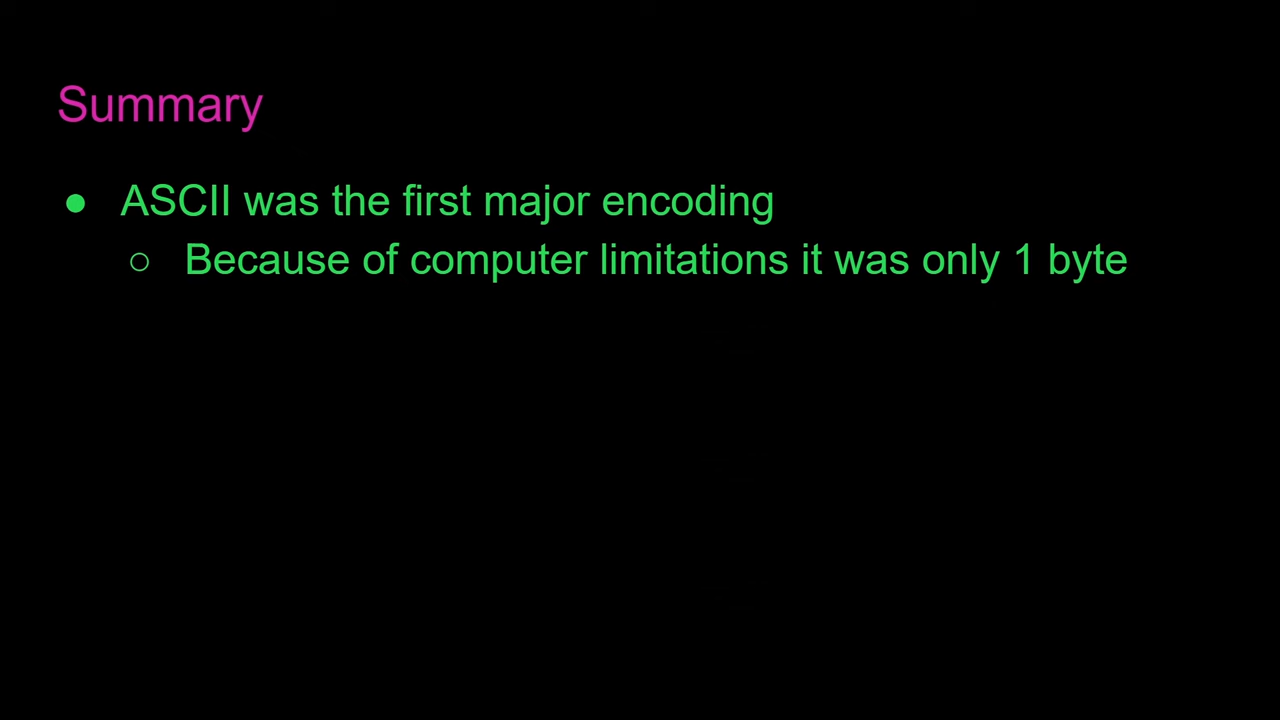 Summary
● ASCII was the first major encoding
○ Because of computer limitations it was only 1 byte